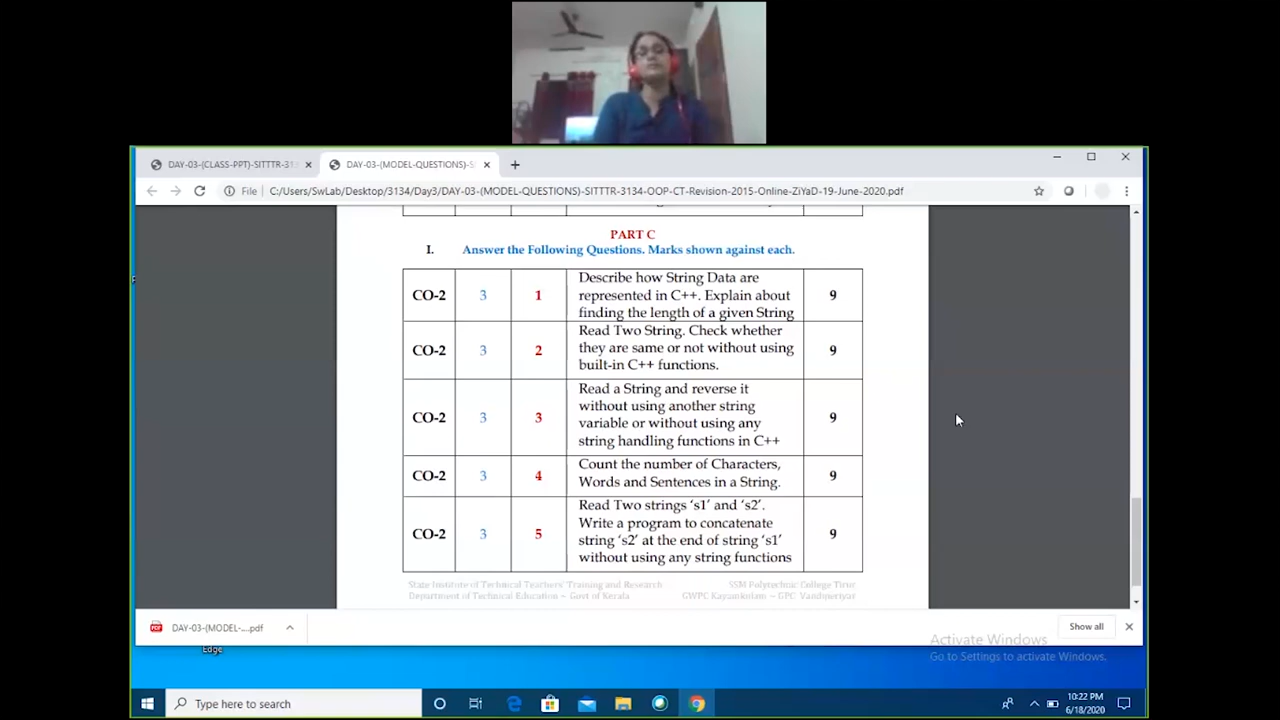 DAY-03-(CLASS-PPT)-SITTTR-313
DAY-03-(MODEL-QUESTIONS)-S
File
C:/Users/SwLab/Desktop/3134/Day3/DAY-03-(MODEL-QUESTIONS)-SITTTR-3134-OOP-CT-Revision-2015-Online-ZiYaD-19-June-2020.pdf
PART C
I. Answer the Following Questions. Marks shown against each.
CO-2 3 1 Describe how String Data are
represented in C++. Explain about
finding the length of a given String 9
CO-2 3 2 Read Two String. Check whether
they are same or not without using
built-in C++ functions. 9
CO-2 3 3 Read a String and reverse it
without using another string
variable or without using any
string handling functions in C++ 9
CO-2 3 4 Count the number of Characters,
Words and Sentences in a String. 9
CO-2 3 5 Read Two strings ‘s1’ and ‘s2’.
Write a program to concatenate
string ‘s2’ at the end of string ‘s1’
without using any string functions 9
State Institute of Technical Teachers' Training and Research SSM Polytechnic College Tirur
Department of Technical Education – Govt of Kerala GWPC Kayamkulam – GPC Vandiperiyar
DAY-03-(MODEL-....pdf
Show all
Edge
Activate Windows
Go to Settings to activate Windows.
Type here to search
10:22 PM
6/18/2020